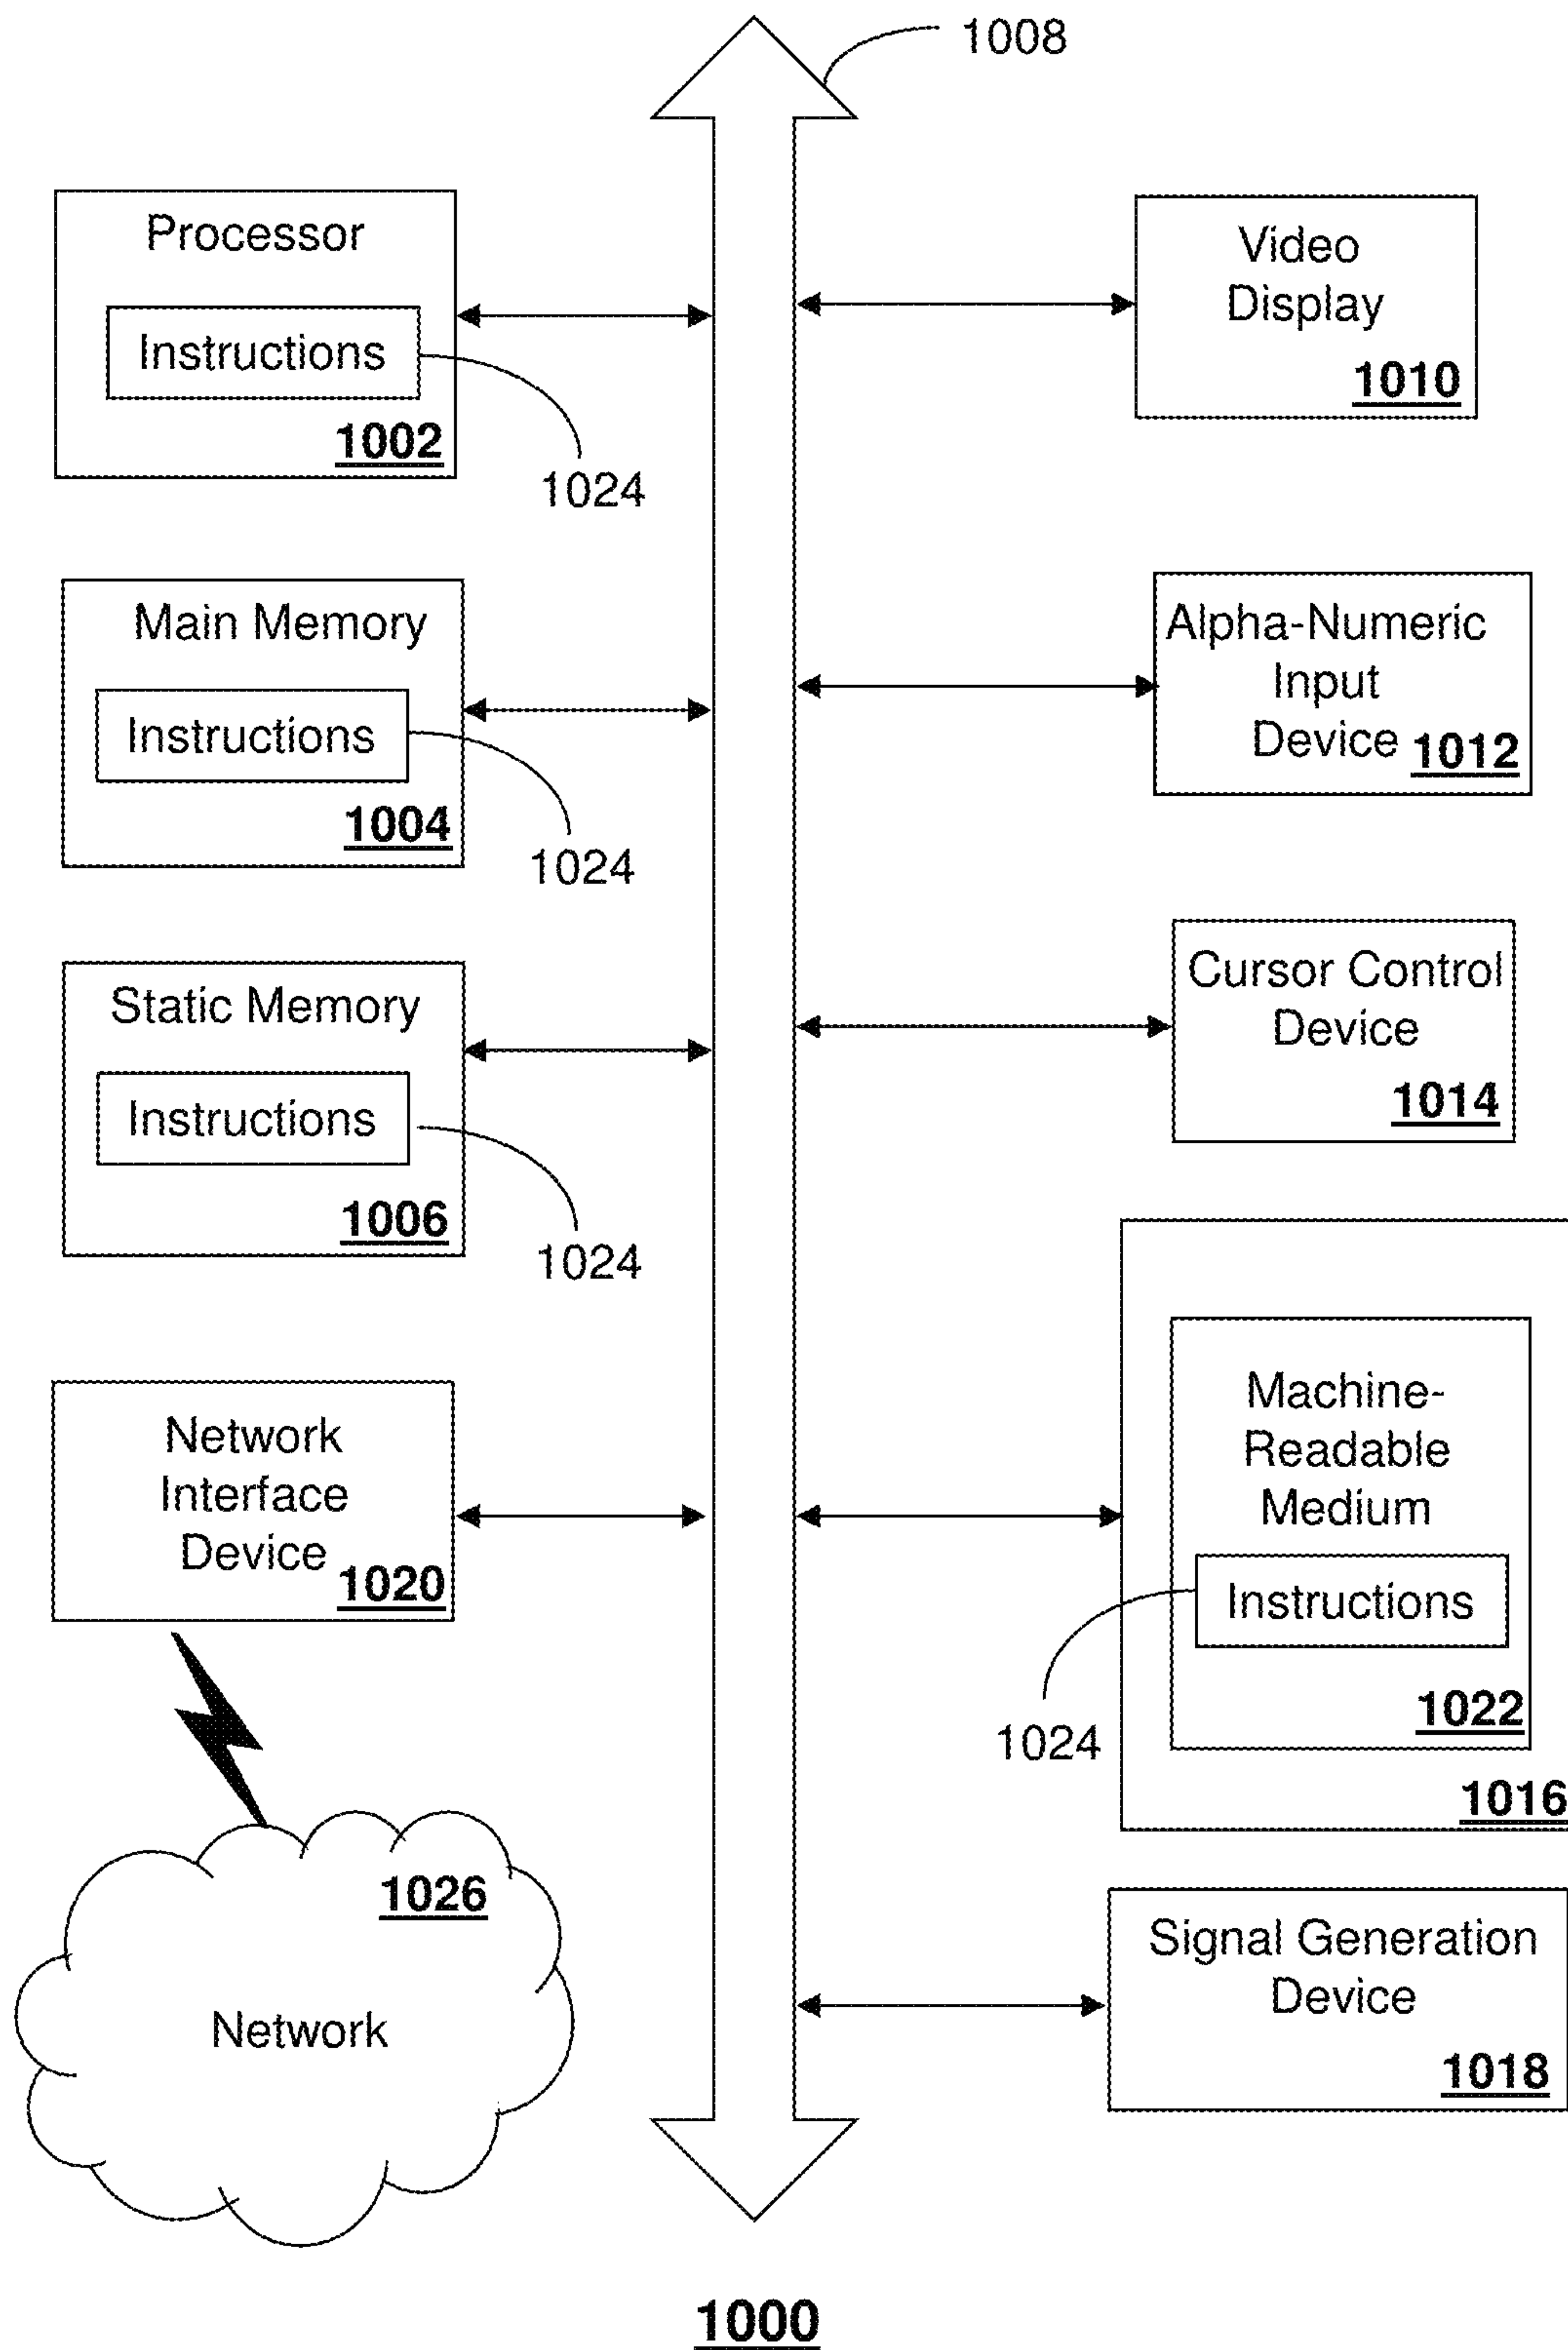 1008
Processor
Instructions
1002
1024
Video
Display
1010
Main Memory
Instructions
1004
1024
Alpha-Numeric
Input
Device 1012
Static Memory
Instructions
1006
1024
Cursor Control
Device
1014
Network
Interface
Device
1020
Machine-
Readable
Medium
Instructions
1022
1024
1016
1026
Network
Signal Generation
Device
1018
1000